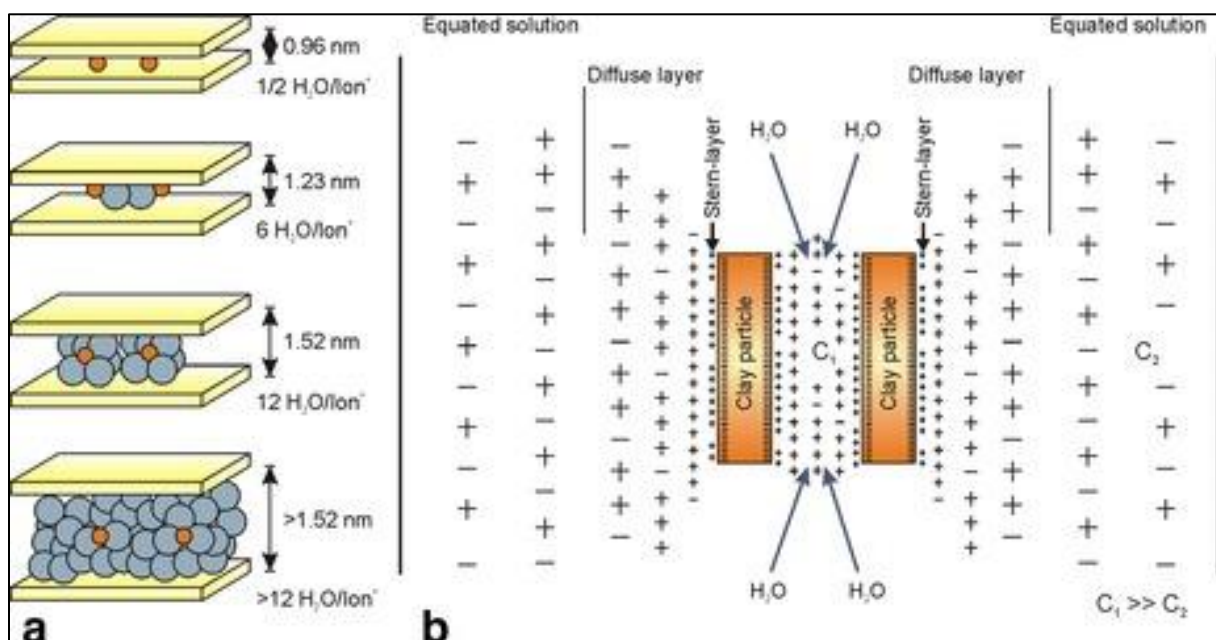 0.96 nm
1/2 H₂O/Ion⁺
1.23 nm
6 H₂O/Ion⁺
1.52 nm
12 H₂O/Ion⁺
>1.52 nm
>12 H₂O/Ion⁺
a
Equated solution
Equated solution
Diffuse layer
Diffuse layer
H₂O
H₂O
Stern-layer
Stern-layer
Clay particle
C₁
Clay particle
C₂
H₂O
H₂O
C₁ >> C₂
b